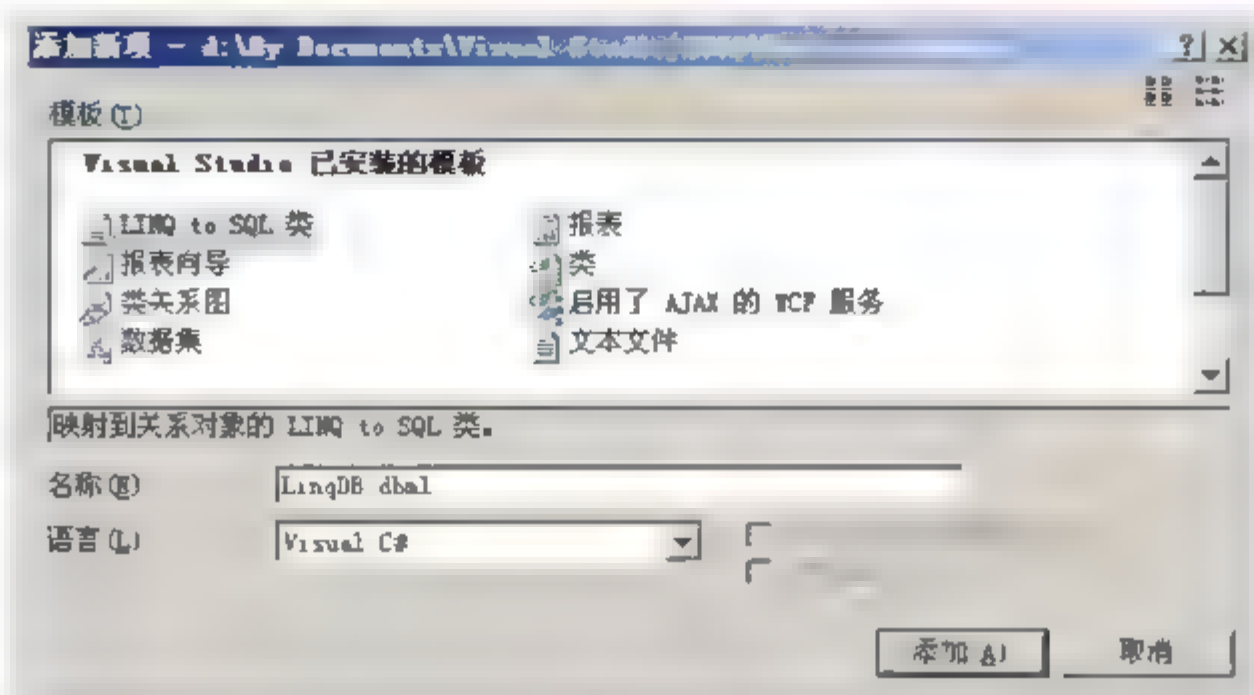 添加新项 - d:\My Documents\Visual
模板(T)
Visual Studio 已安装的模板
LINQ to SQL 类 报表
报表向导 类
类关系图 启用了 AJAX 的 WCF 服务
数据集 文本文件
映射到关系对象的 LINQ to SQL 类。
名称(N) LinqDB dbml
语言(L) Visual C#
添加 A) 取消